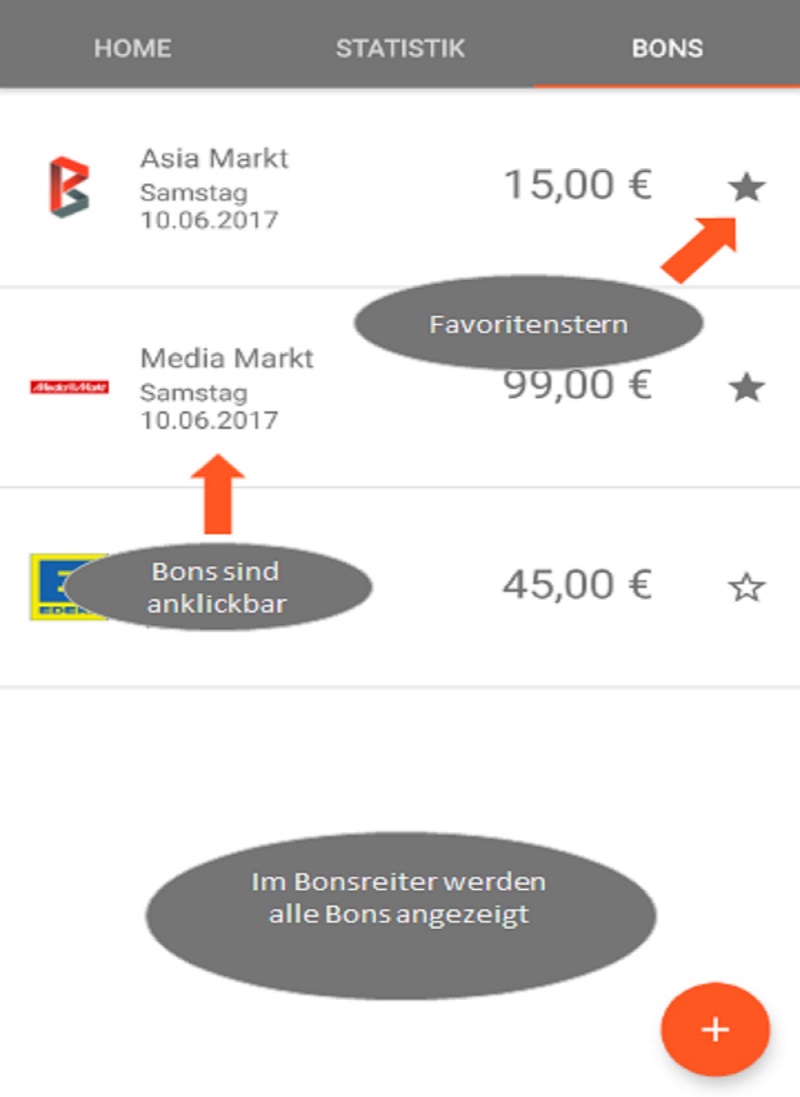 HOME STATISTIK BONS
Asia Markt
Samstag
10.06.2017
15,00 €
Favoritenstern
Media Markt
Samstag
10.06.2017
99,00 €
MediaMarkt
Bons sind
anklickbar
45,00 €
Im Bonsreiter werden
alle Bons angezeigt
+